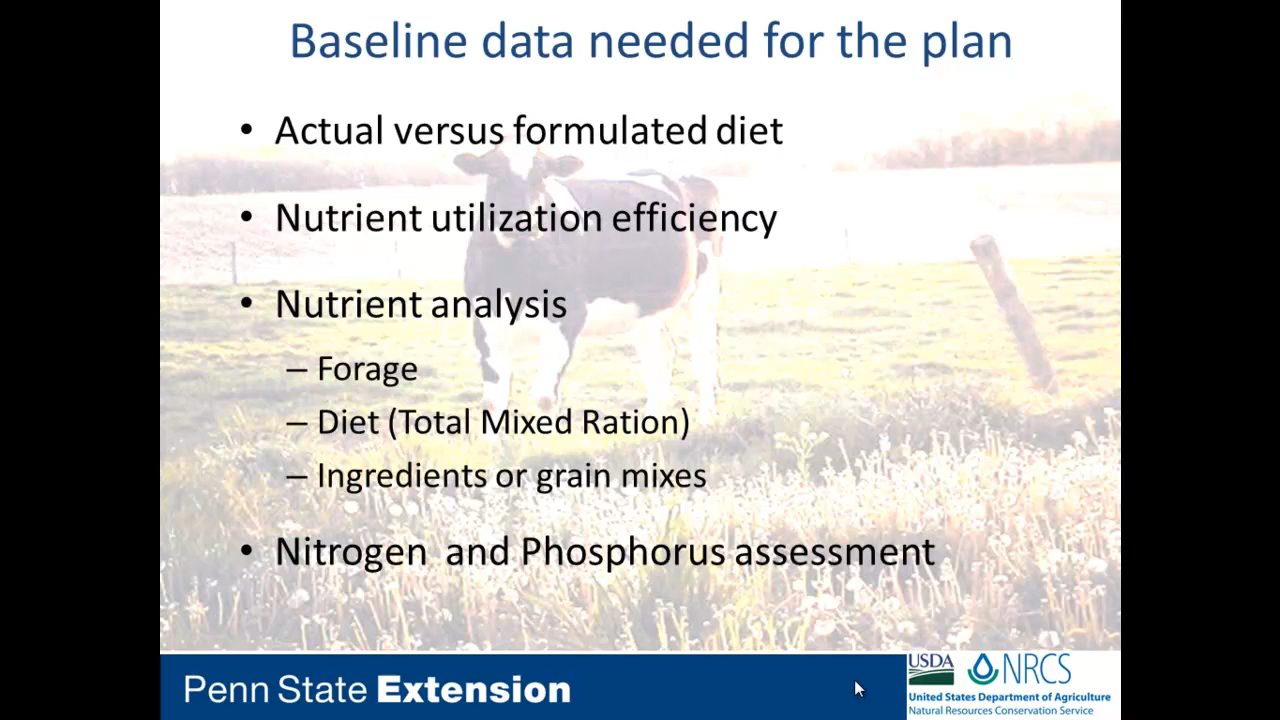 Baseline data needed for the plan
• Actual versus formulated diet
• Nutrient utilization efficiency
• Nutrient analysis
– Forage
– Diet (Total Mixed Ration)
– Ingredients or grain mixes
• Nitrogen and Phosphorus assessment
Penn State Extension
USDA NRCS
United States Department of Agriculture
Natural Resources Conservation Service